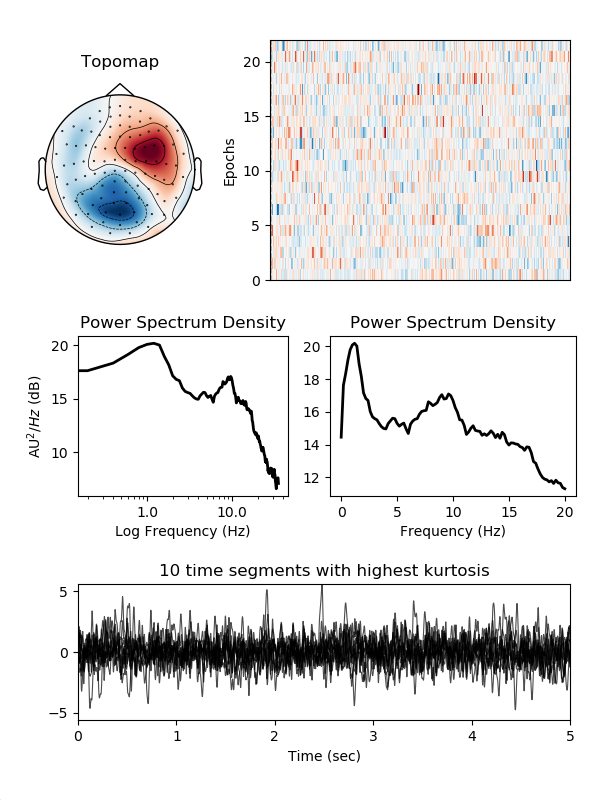 Topomap
Epochs
20
15
10
5
0
Power Spectrum Density
AU²/Hz (dB)
20
15
10
1.0 10.0
Log Frequency (Hz)
Power Spectrum Density
20
18
16
14
12
0 5 10 15 20
Frequency (Hz)
10 time segments with highest kurtosis
5
0
−5
0 1 2 3 4 5
Time (sec)